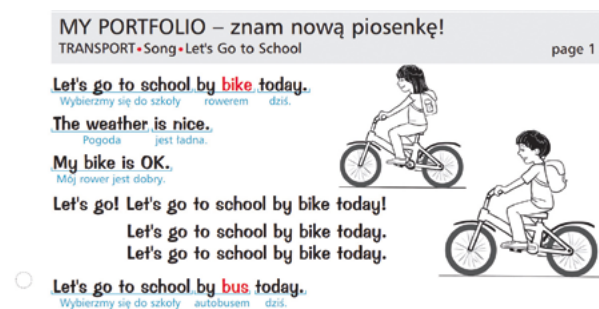 MY PORTFOLIO – znam nową piosenkę!
TRANSPORT•Song•Let's Go to School page 1
Let's go to school by bike today.
Wybierzmy się do szkoły rowerem dziś.
The weather is nice.
Pogoda jest ładna.
My bike is OK.
Mój rower jest dobry.
Let's go! Let's go to school by bike today!
Let's go to school by bike today.
Let's go to school by bike today.
Let's go to school by bus today.
Wybierzmy się do szkoły autobusem dziś.